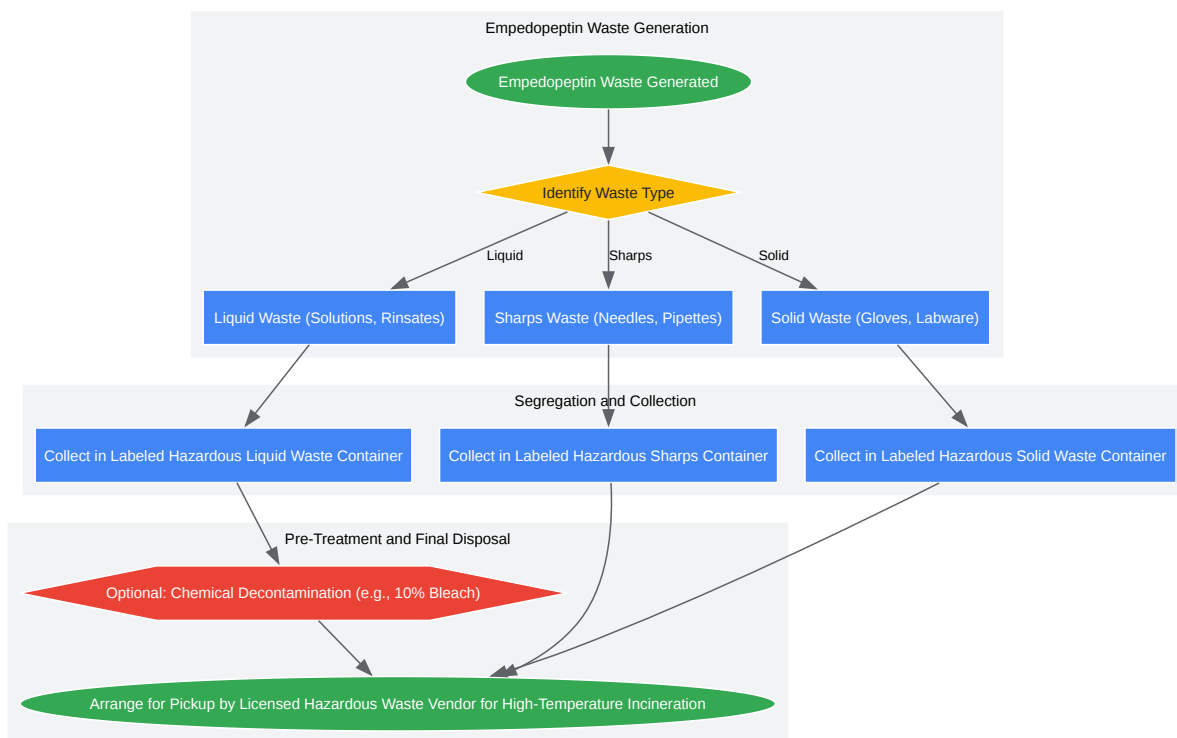 Empedopeptin Waste Generation
Empedopeptin Waste Generated
Identify Waste Type
Liquid
Sharps
Solid
Liquid Waste (Solutions, Rinsates)
Sharps Waste (Needles, Pipettes)
Solid Waste (Gloves, Labware)
Segregation and Collection
Collect in Labeled Hazardous Liquid Waste Container
Collect in Labeled Hazardous Sharps Container
Collect in Labeled Hazardous Solid Waste Container
Pre-Treatment and Final Disposal
Optional: Chemical Decontamination (e.g., 10% Bleach)
Arrange for Pickup by Licensed Hazardous Waste Vendor for High-Temperature Incineration